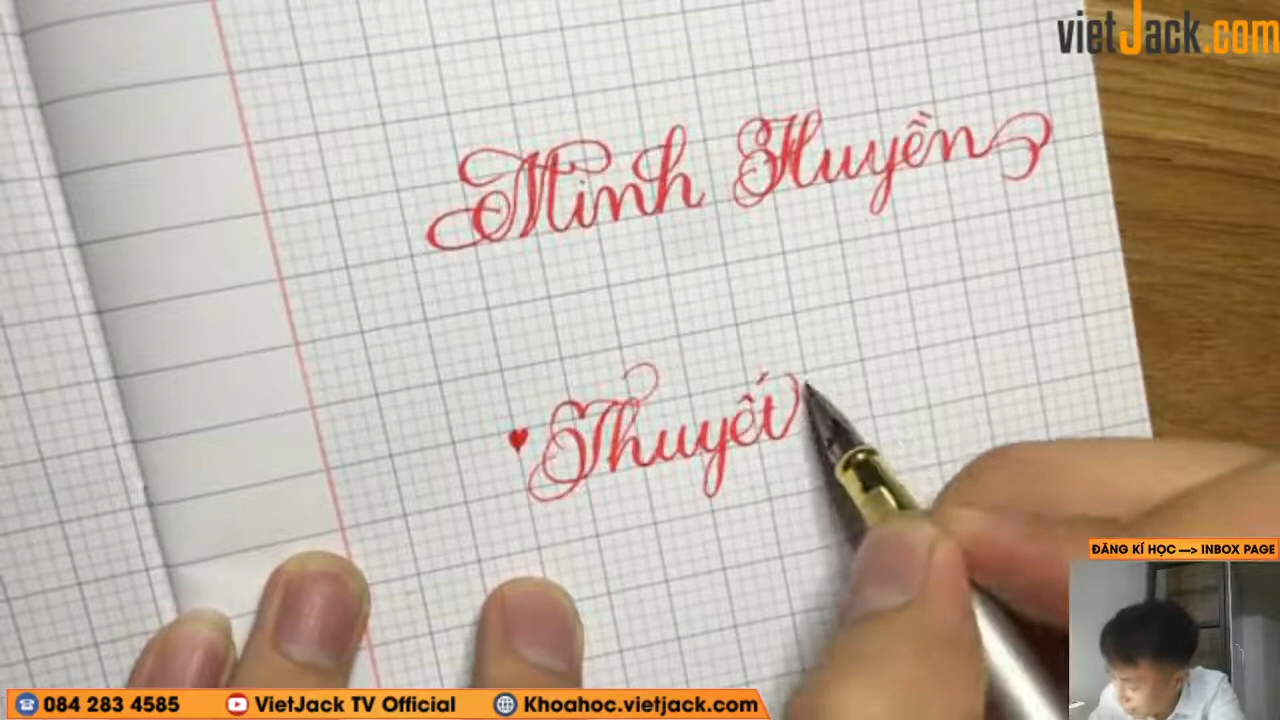 vietJack.com
Minh Huyền
♥ Thuyết
ĐĂNG KÍ HỌC —> INBOX PAGE
084 283 4585
VietJack TV Official
Khoahoc.vietjack.com